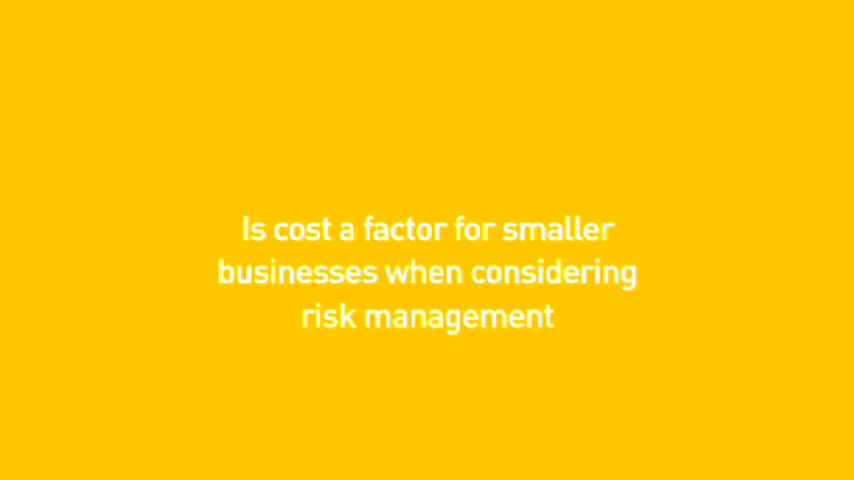 Is cost a factor for smaller
businesses when considering
risk management